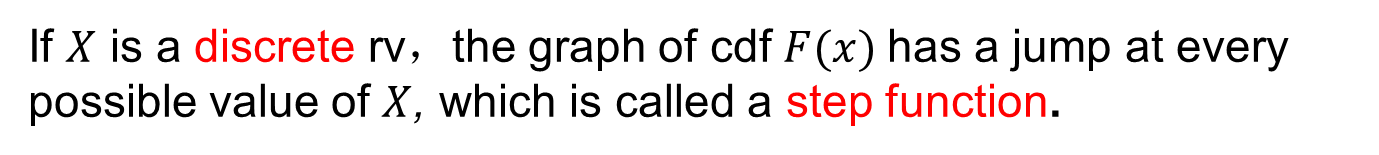 If X is a discrete rv， the graph of cdf F(x) has a jump at every
possible value of X, which is called a step function.